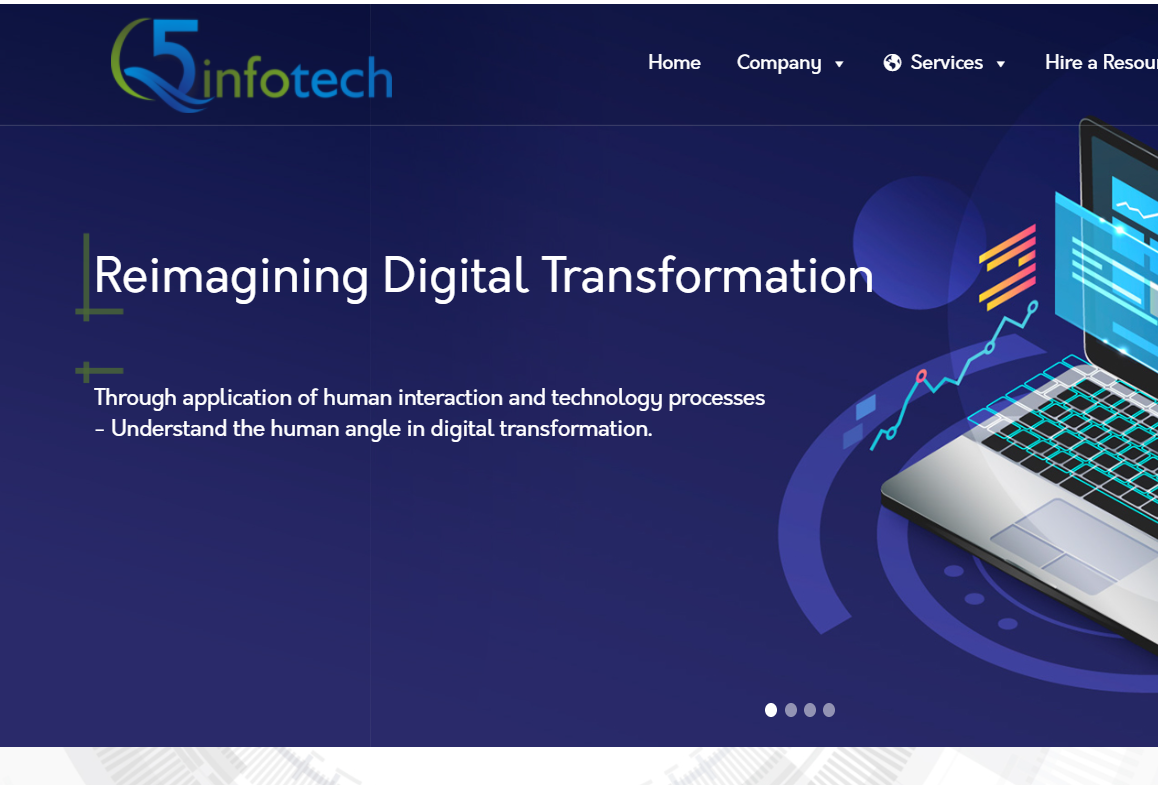 5infotech
Home Company Services Hire a Resour
Reimagining Digital Transformation
Through application of human interaction and technology processes
- Understand the human angle in digital transformation.